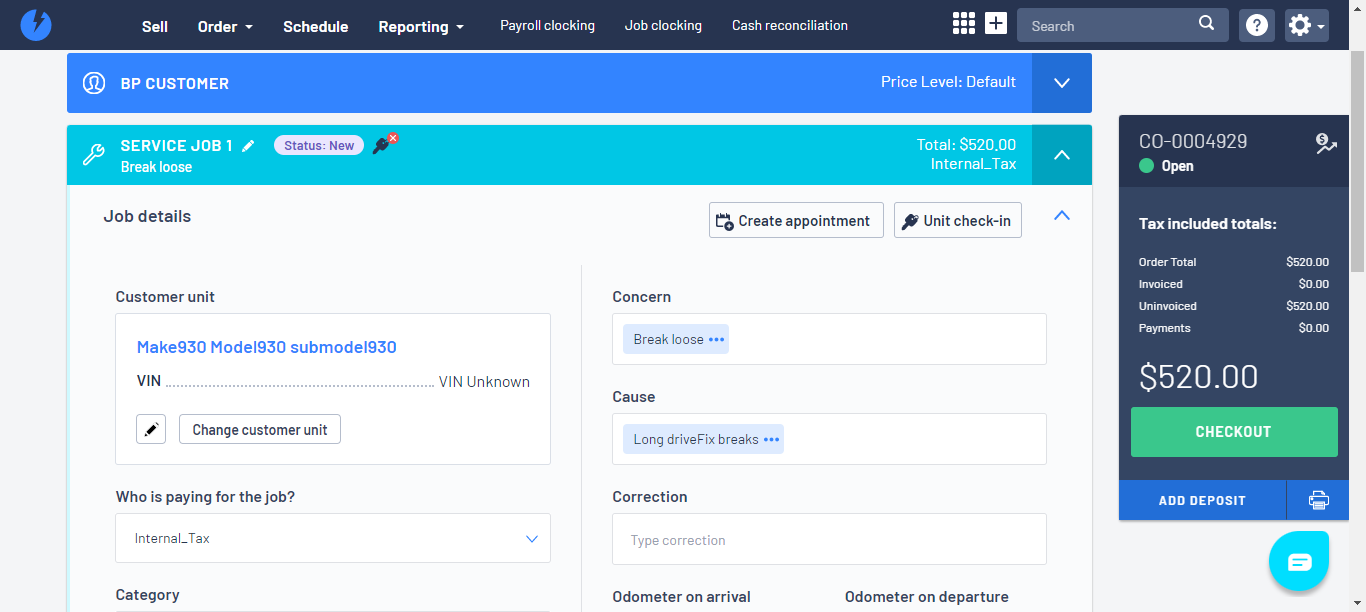 Sell Order Schedule Reporting Payroll clocking Job clocking Cash reconciliation Search
BP CUSTOMER Price Level: Default
SERVICE JOB 1 Status: New Total: $520.00
Break loose Internal_Tax
Job details Create appointment Unit check-in
Customer unit
Make930 Model930 submodel930
VIN VIN Unknown
Change customer unit
Who is paying for the job?
Internal_Tax
Category
Concern
Break loose
Cause
Long driveFix breaks
Correction
Type correction
Odometer on arrival Odometer on departure
CO-0004929
Open
Tax included totals:
Order Total $520.00
Invoiced $0.00
Uninvoiced $520.00
Payments $0.00
$520.00
CHECKOUT
ADD DEPOSIT